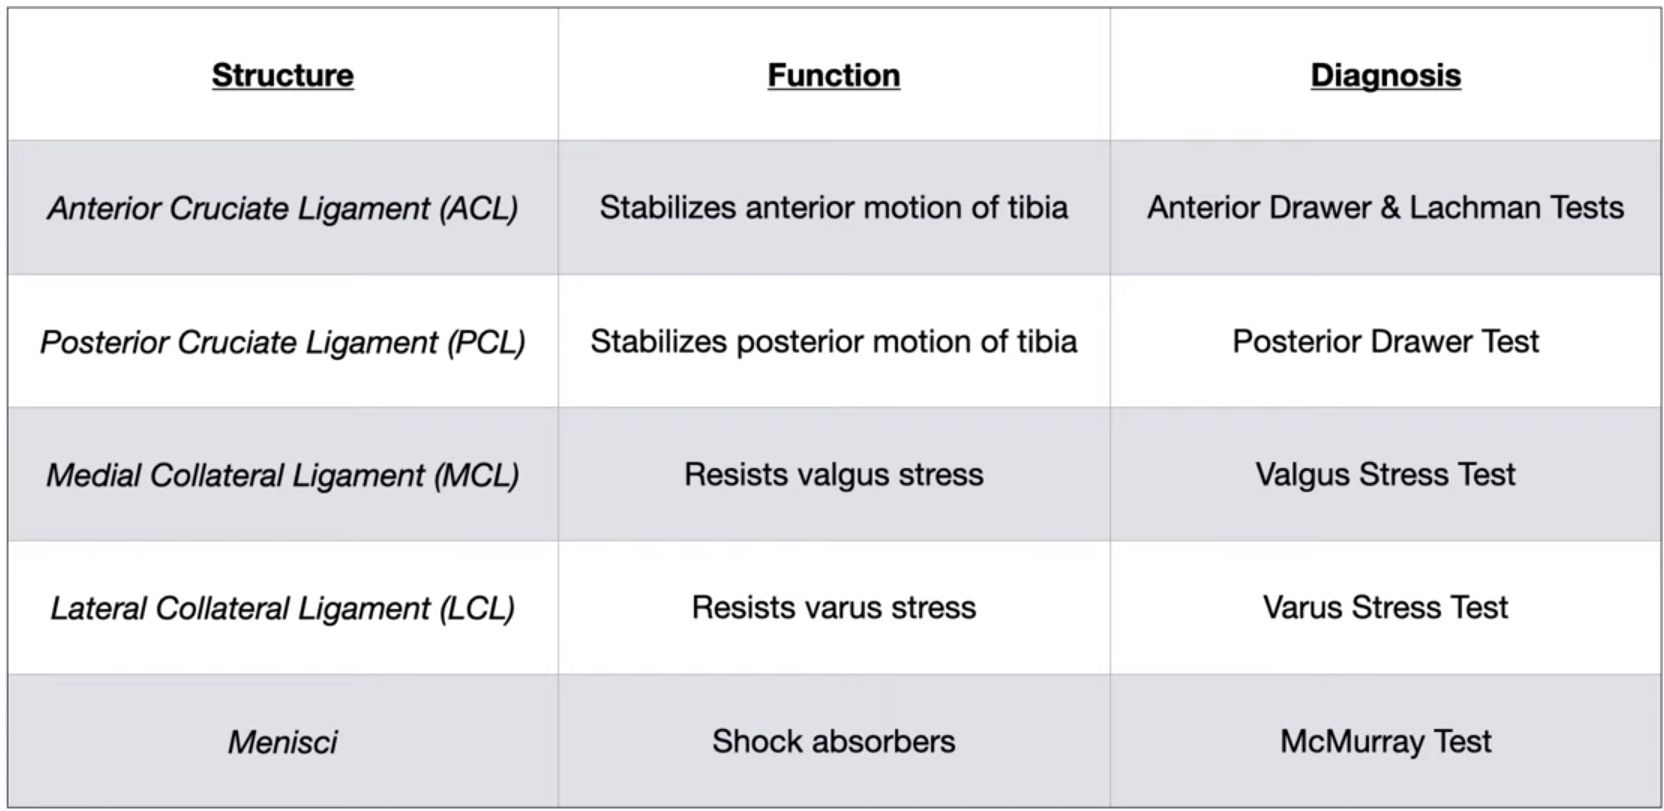 Structure Function Diagnosis
Anterior Cruciate Ligament (ACL) Stabilizes anterior motion of tibia Anterior Drawer & Lachman Tests
Posterior Cruciate Ligament (PCL) Stabilizes posterior motion of tibia Posterior Drawer Test
Medial Collateral Ligament (MCL) Resists valgus stress Valgus Stress Test
Lateral Collateral Ligament (LCL) Resists varus stress Varus Stress Test
Menisci Shock absorbers McMurray Test